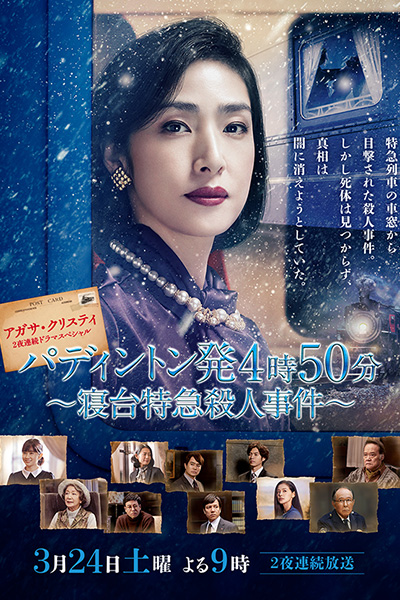 特急列車の車窓から
目撃された殺人事件。
しかし死体は見つからず
真相は
闇に消えようとしていた。
POST CARD
アガサ・クリスティ
2夜連続ドラマスペシャル
パディントン発4時50分
～寝台特急殺人事件～
3月24日土曜 よる9時 2夜連続放送